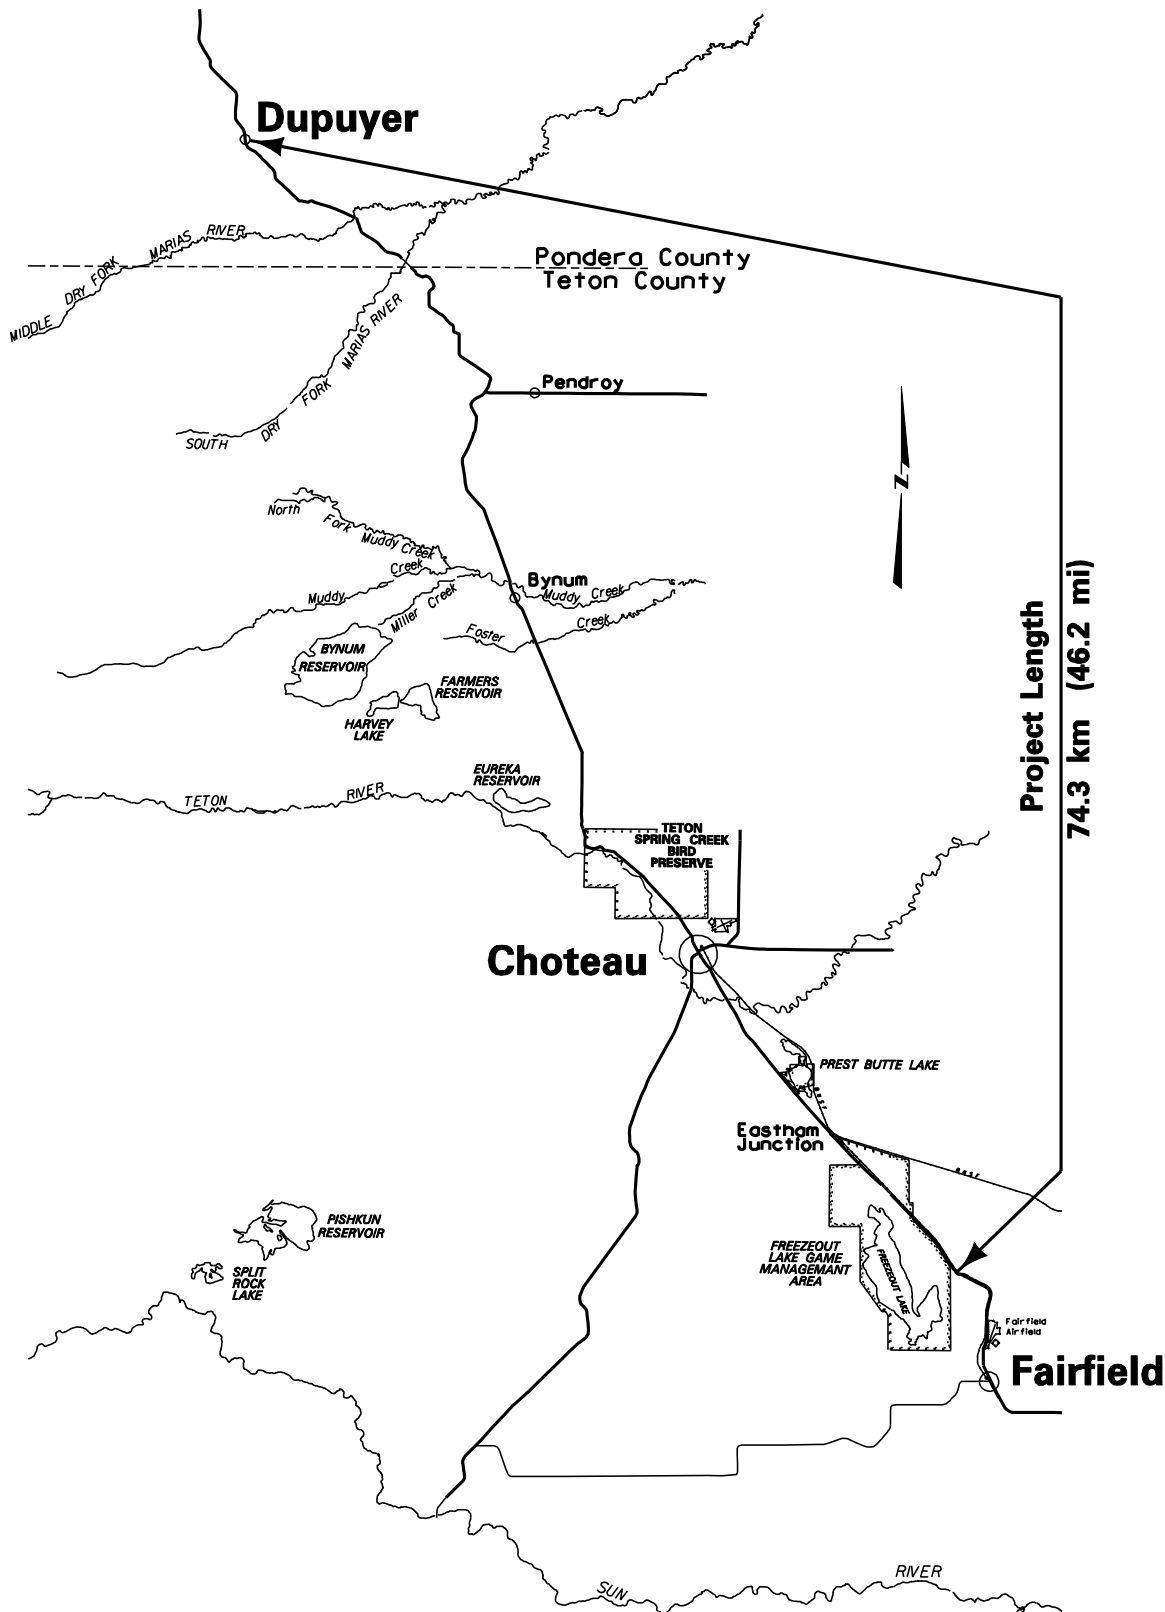 Dupuyer
MIDDLE DRY FORK MARIAS RIVER
Pondera County
Teton County
SOUTH DRY FORK MARIAS RIVER
Pendroy
N
North Fork Muddy Creek
Muddy Creek
Bynum
Muddy Creek
Miller Creek
Foster Creek
BYNUM
RESERVOIR
FARMERS
RESERVOIR
HARVEY
LAKE
Project Length
74.3 km (46.2 mi)
EUREKA
RESERVOIR
TETON RIVER
TETON
SPRING CREEK
BIRD
PRESERVE
Choteau
PREST BUTTE LAKE
Eastham
Junction
PISHKUN
RESERVOIR
SPLIT
ROCK
LAKE
FREEZEOUT
LAKE GAME
MANAGEMANT
AREA
FREEZEOUT LAKE
Fairfield
Airfield
Fairfield
SUN RIVER